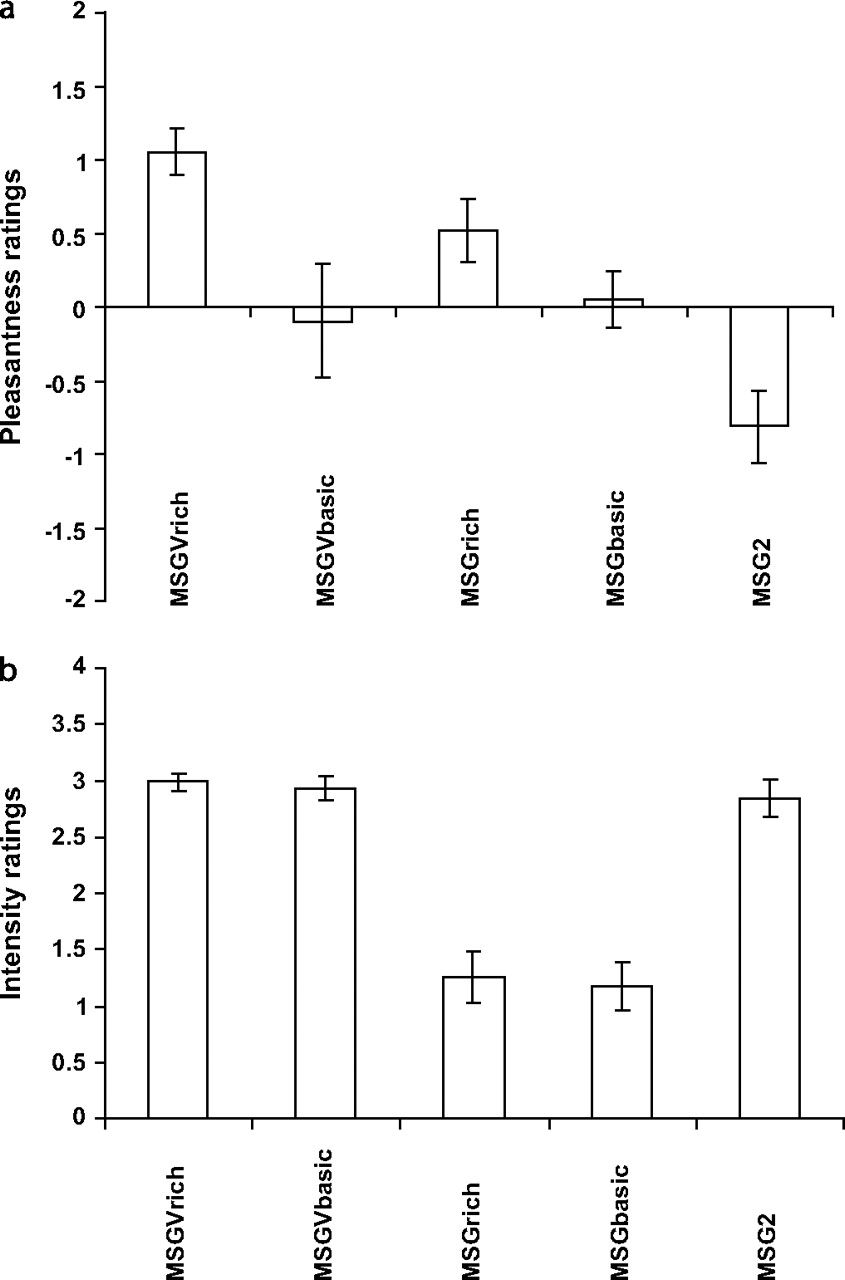 a
Pleasantness ratings
2
1.5
1
0.5
0
-0.5
-1
-1.5
-2
MSGVrich
MSGVbasic
MSGrich
MSGbasic
MSG2
b
Intensity ratings
4
3.5
3
2.5
2
1.5
1
0.5
0
MSGVrich
MSGVbasic
MSGrich
MSGbasic
MSG2